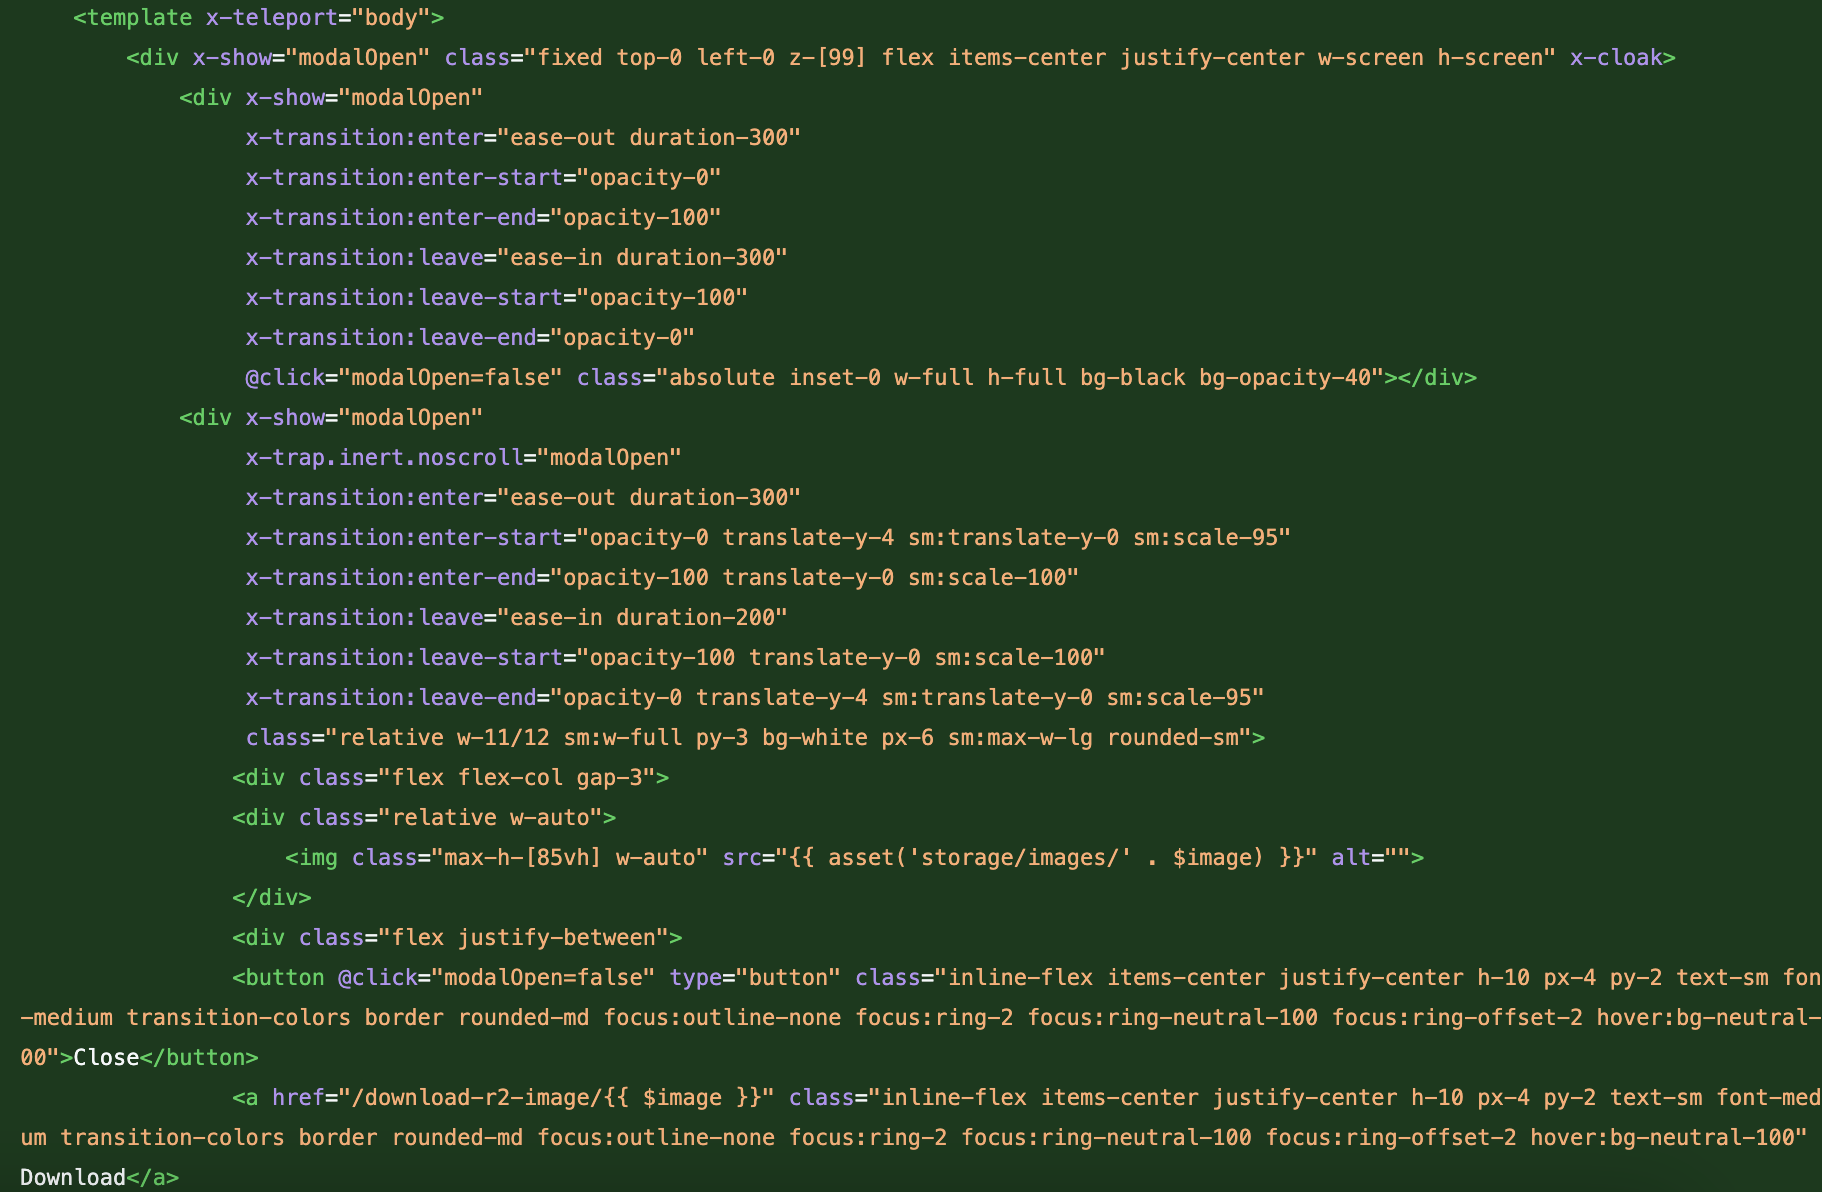 <template x-teleport="body">
<div x-show="modalOpen" class="fixed top-0 left-0 z-[99] flex items-center justify-center w-screen h-screen" x-cloak>
<div x-show="modalOpen"
x-transition:enter="ease-out duration-300"
x-transition:enter-start="opacity-0"
x-transition:enter-end="opacity-100"
x-transition:leave="ease-in duration-300"
x-transition:leave-start="opacity-100"
x-transition:leave-end="opacity-0"
@click="modalOpen=false" class="absolute inset-0 w-full h-full bg-black bg-opacity-40"></div>
<div x-show="modalOpen"
x-trap.inert.noscroll="modalOpen"
x-transition:enter="ease-out duration-300"
x-transition:enter-start="opacity-0 translate-y-4 sm:translate-y-0 sm:scale-95"
x-transition:enter-end="opacity-100 translate-y-0 sm:scale-100"
x-transition:leave="ease-in duration-200"
x-transition:leave-start="opacity-100 translate-y-0 sm:scale-100"
x-transition:leave-end="opacity-0 translate-y-4 sm:translate-y-0 sm:scale-95"
class="relative w-11/12 sm:w-full py-3 bg-white px-6 sm:max-w-lg rounded-sm">
<div class="flex flex-col gap-3">
<div class="relative w-auto">
<img class="max-h-[85vh] w-auto" src="{{ asset('storage/images/' . $image) }}" alt="">
</div>
<div class="flex justify-between">
<button @click="modalOpen=false" type="button" class="inline-flex items-center justify-center h-10 px-4 py-2 text-sm fon
-medium transition-colors border rounded-md focus:outline-none focus:ring-2 focus:ring-neutral-100 focus:ring-offset-2 hover:bg-neutral-
00">Close</button>
<a href="/download-r2-image/{{ $image }}" class="inline-flex items-center justify-center h-10 px-4 py-2 text-sm font-med
um transition-colors border rounded-md focus:outline-none focus:ring-2 focus:ring-neutral-100 focus:ring-offset-2 hover:bg-neutral-100"
Download</a>